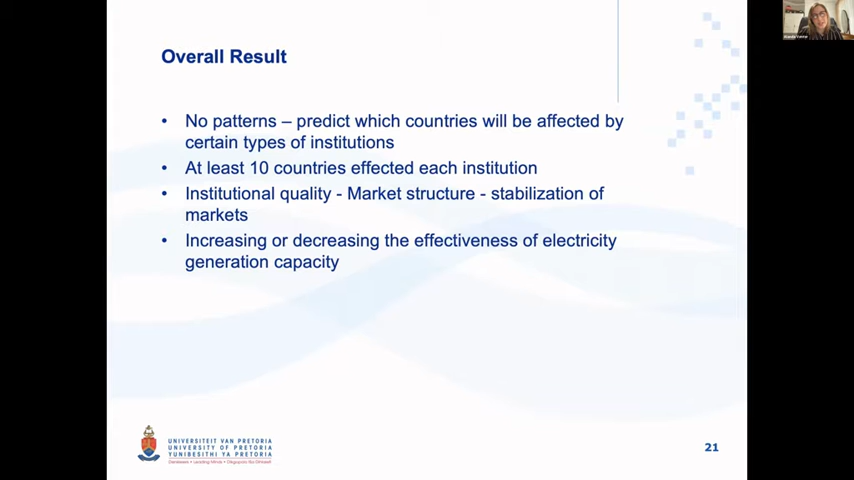 Overall Result
• No patterns – predict which countries will be affected by
certain types of institutions
• At least 10 countries effected each institution
• Institutional quality - Market structure - stabilization of
markets
• Increasing or decreasing the effectiveness of electricity
generation capacity
UNIVERSITEIT VAN PRETORIA
UNIVERSITY OF PRETORIA
YUNIBESITHI YA PRETORIA
21